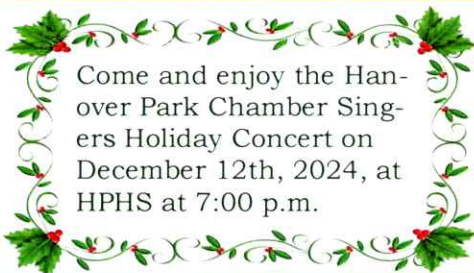 Come and enjoy the Han-
over Park Chamber Sing-
ers Holiday Concert on
December 12th, 2024, at
HPHS at 7:00 p.m.